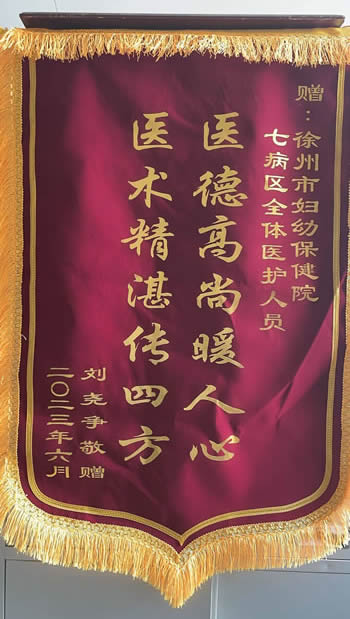 赠：徐州市妇幼保健院
七病区全体医护人员
医德高尚暖人心
医术精湛传四方
刘尧争敬赠
二〇二三年六月